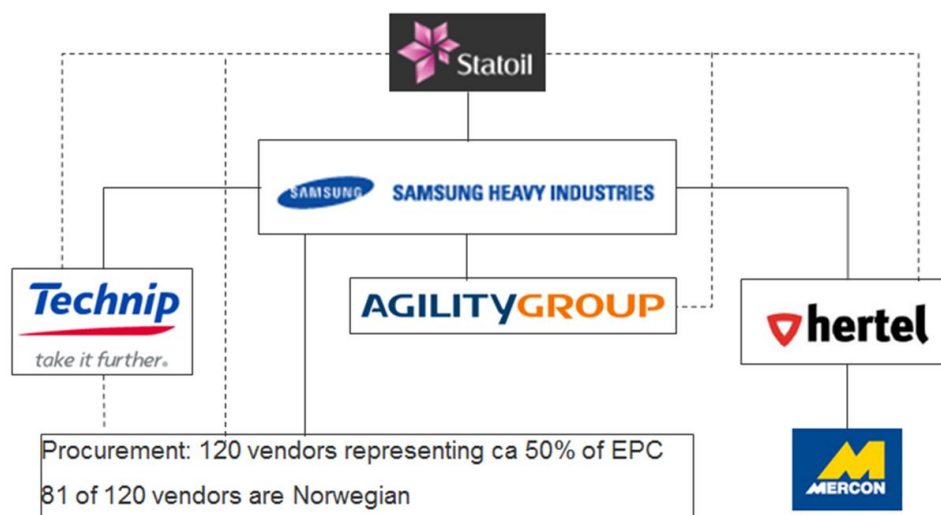 Statoil
SAMSUNG SAMSUNG HEAVY INDUSTRIES
Technip
take it further.
AGILITYGROUP
hertel
Procurement: 120 vendors representing ca 50% of EPC
81 of 120 vendors are Norwegian
MERCON